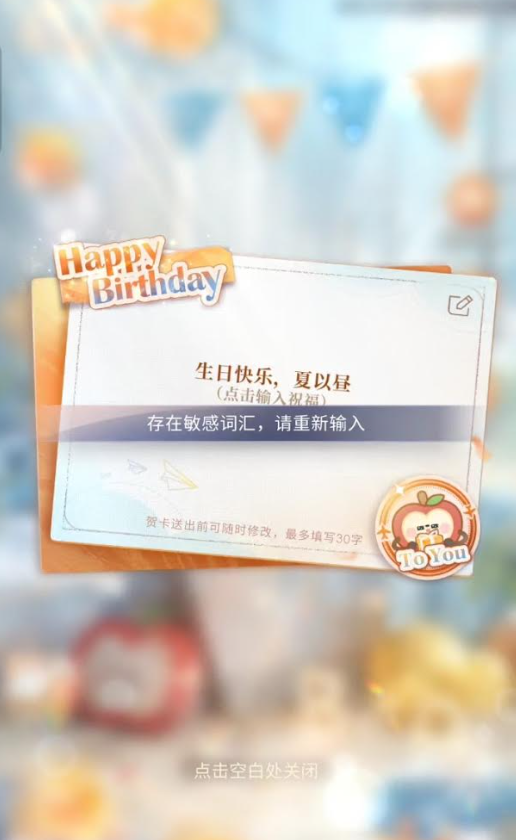 Happy
Birthday
生日快乐，夏以昼
(点击输入祝福)
存在敏感词汇，请重新输入
贺卡送出前可随时修改，最多填写30字
To You
点击空白处关闭